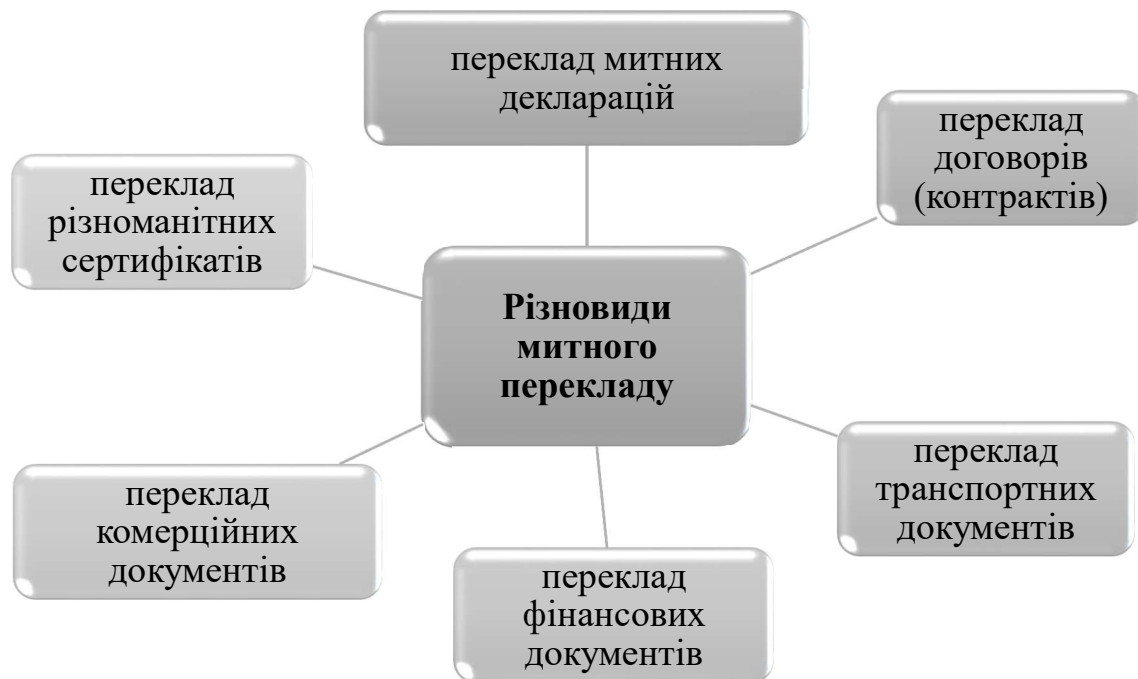 переклад митних
декларацій
переклад
договорів
(контрактів)
переклад
різноманітних
сертифікатів
Різновиди
митного
перекладу
переклад
транспортних
документів
переклад
комерційних
документів
переклад
фінансових
документів